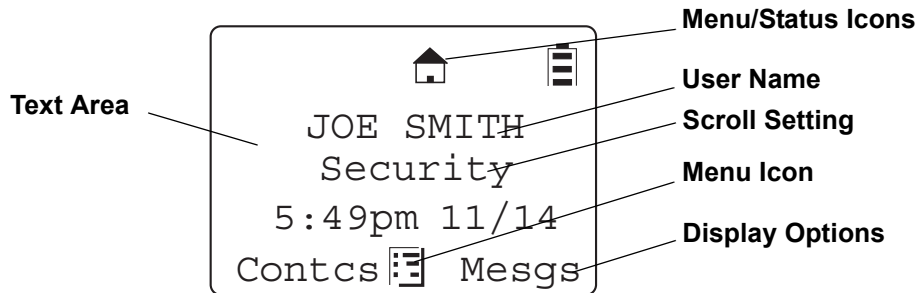 Menu/Status Icons
User Name
Text Area
JOE SMITH
Scroll Setting
Security
Menu Icon
5:49pm 11/14
Display Options
Contcs Mesgs